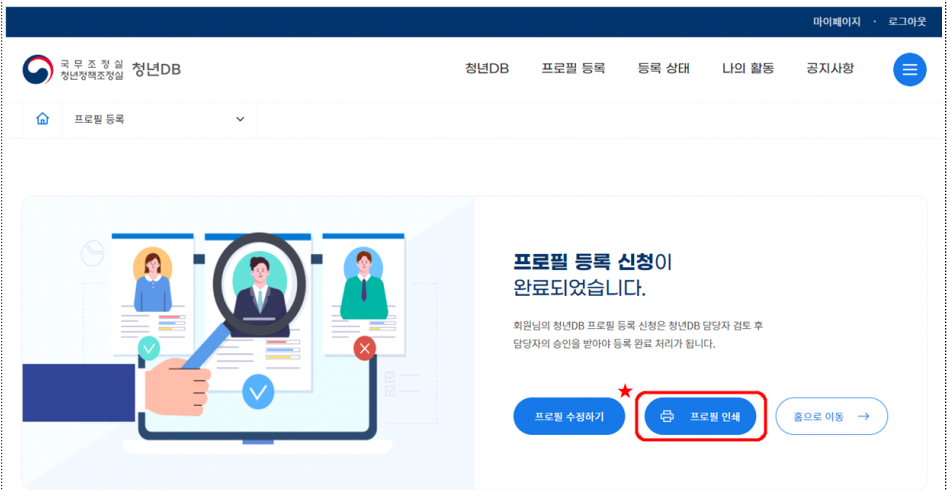 마이페이지 · 로그아웃
국무조정실
청년정책조정실 청년DB
청년DB 프로필 등록 등록 상태 나의 활동 공지사항
프로필 등록
프로필 등록 신청이
완료되었습니다.
회원님의 청년DB 프로필 등록 신청은 청년DB 담당자 검토 후
담당자의 승인을 받아야 등록 완료 처리가 됩니다.
★
프로필 수정하기 프로필 인쇄 홈으로 이동 →